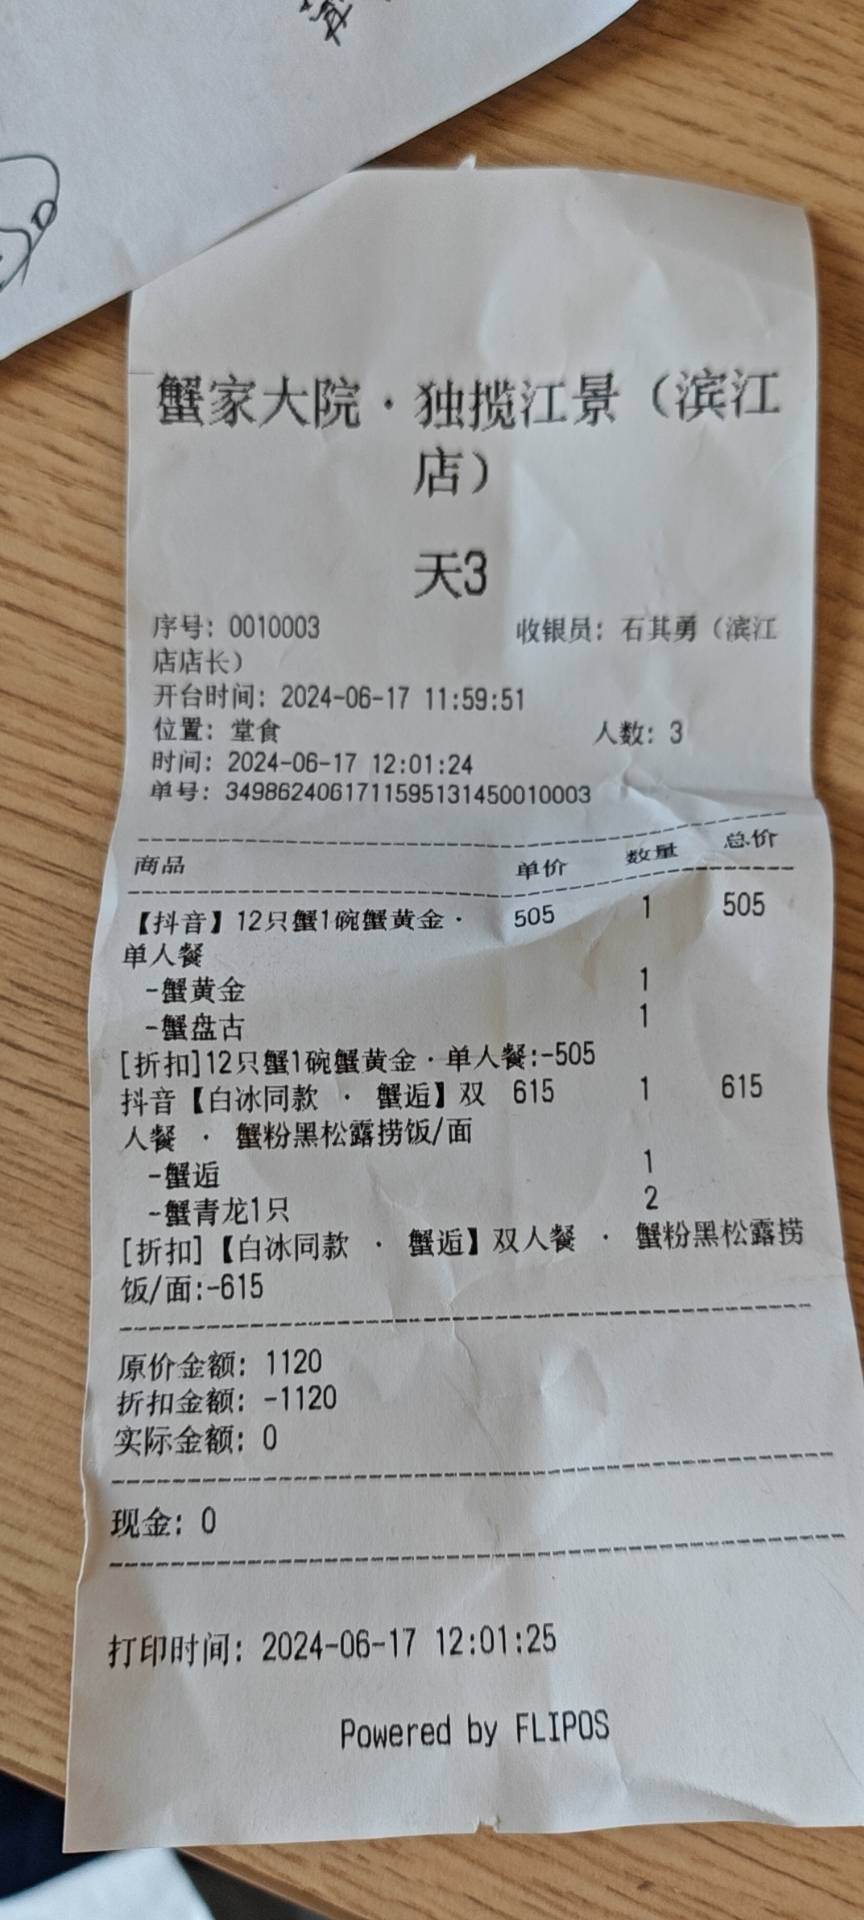 蟹家大院·独揽江景（滨江
店）
天3
序号: 0010003 收银员: 石其勇（滨江
店店长）
开台时间: 2024-06-17 11:59:51
位置: 堂食 人数: 3
时间: 2024-06-17 12:01:24
单号: 3498624061711595131450010003
商品 单价 数量 总价
【抖音】12只蟹1碗蟹黄金· 505 1 505
单人餐
-蟹黄金 1
-蟹盘古 1
[折扣]12只蟹1碗蟹黄金·单人餐:-505
抖音【白冰同款 · 蟹逅】双 615 1 615
人餐 · 蟹粉黑松露捞饭/面
-蟹逅 1
-蟹青龙1只 2
[折扣]【白冰同款 · 蟹逅】双人餐 · 蟹粉黑松露捞
饭/面:-615
原价金额: 1120
折扣金额: -1120
实际金额: 0
现金: 0
打印时间: 2024-06-17 12:01:25
Powered by FLIPOS